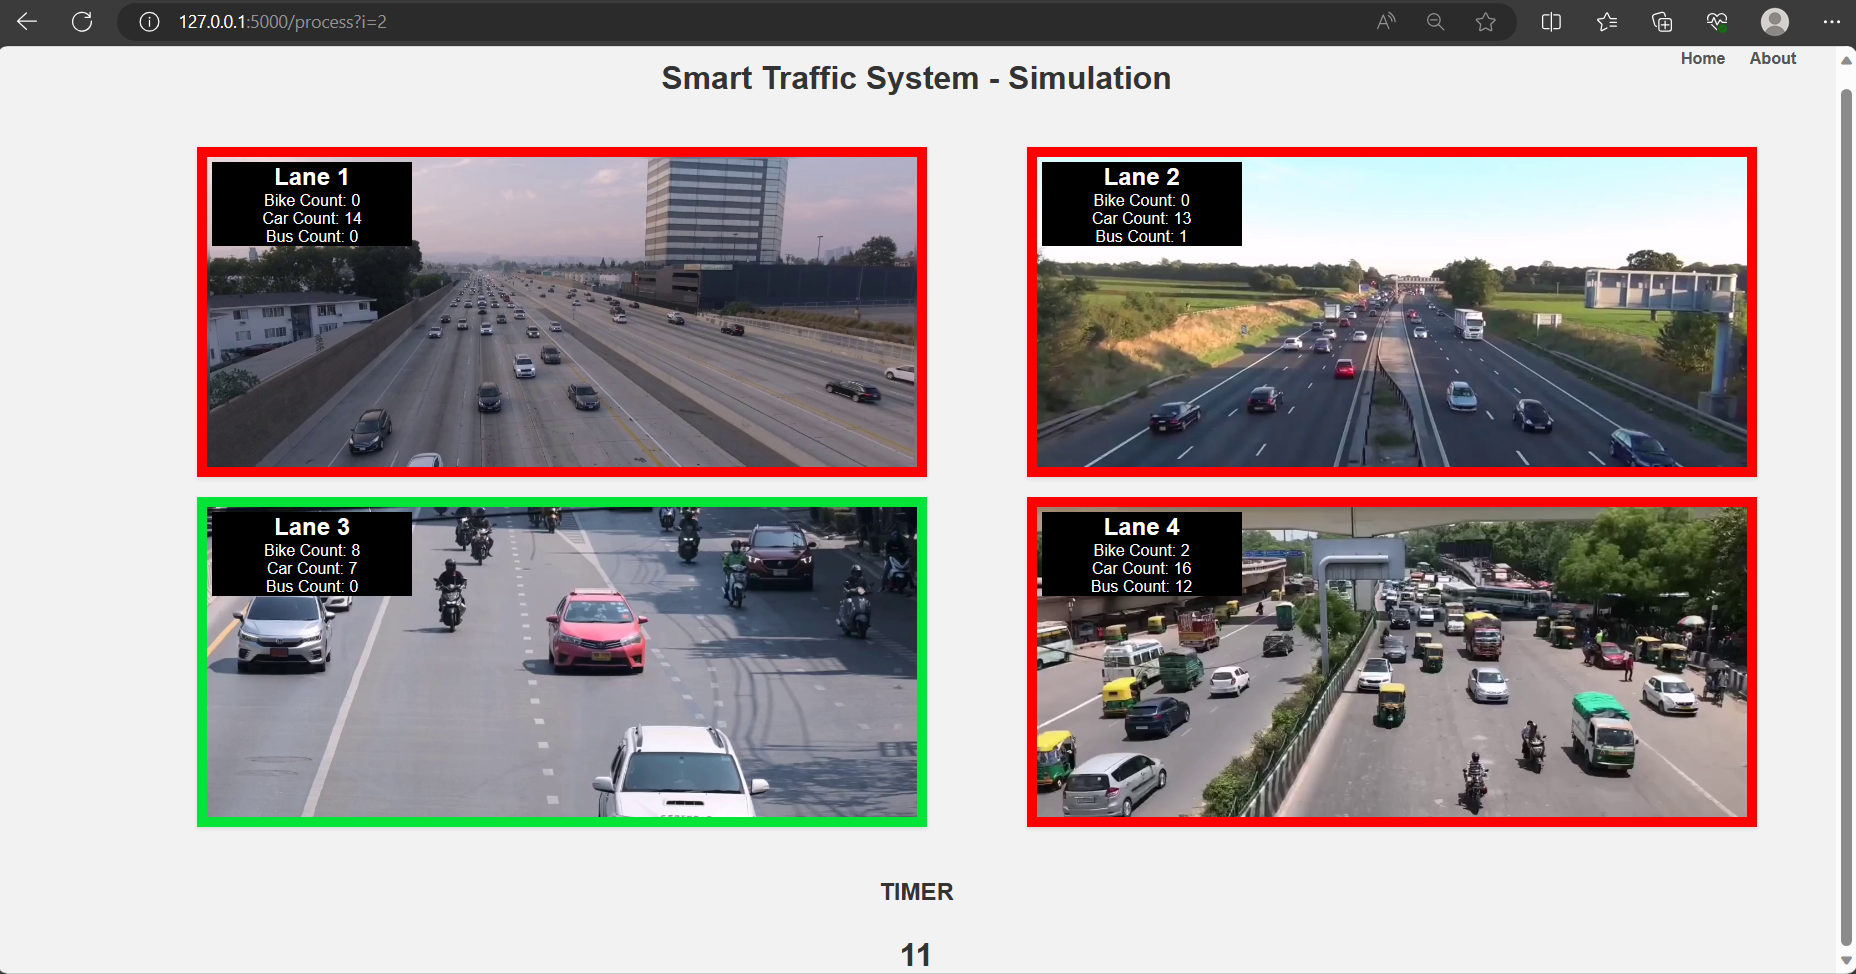 127.0.0.1:5000/process?i=2
Home About
Smart Traffic System - Simulation
Lane 1
Bike Count: 0
Car Count: 14
Bus Count: 0
Lane 2
Bike Count: 0
Car Count: 13
Bus Count: 1
Lane 3
Bike Count: 8
Car Count: 7
Bus Count: 0
Lane 4
Bike Count: 2
Car Count: 16
Bus Count: 12
TIMER
11